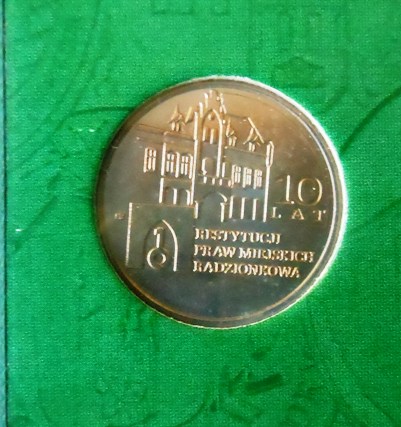 10
LAT
RESTYTUCJI
PRAW MIEJSKICH
RADZIONKOWA